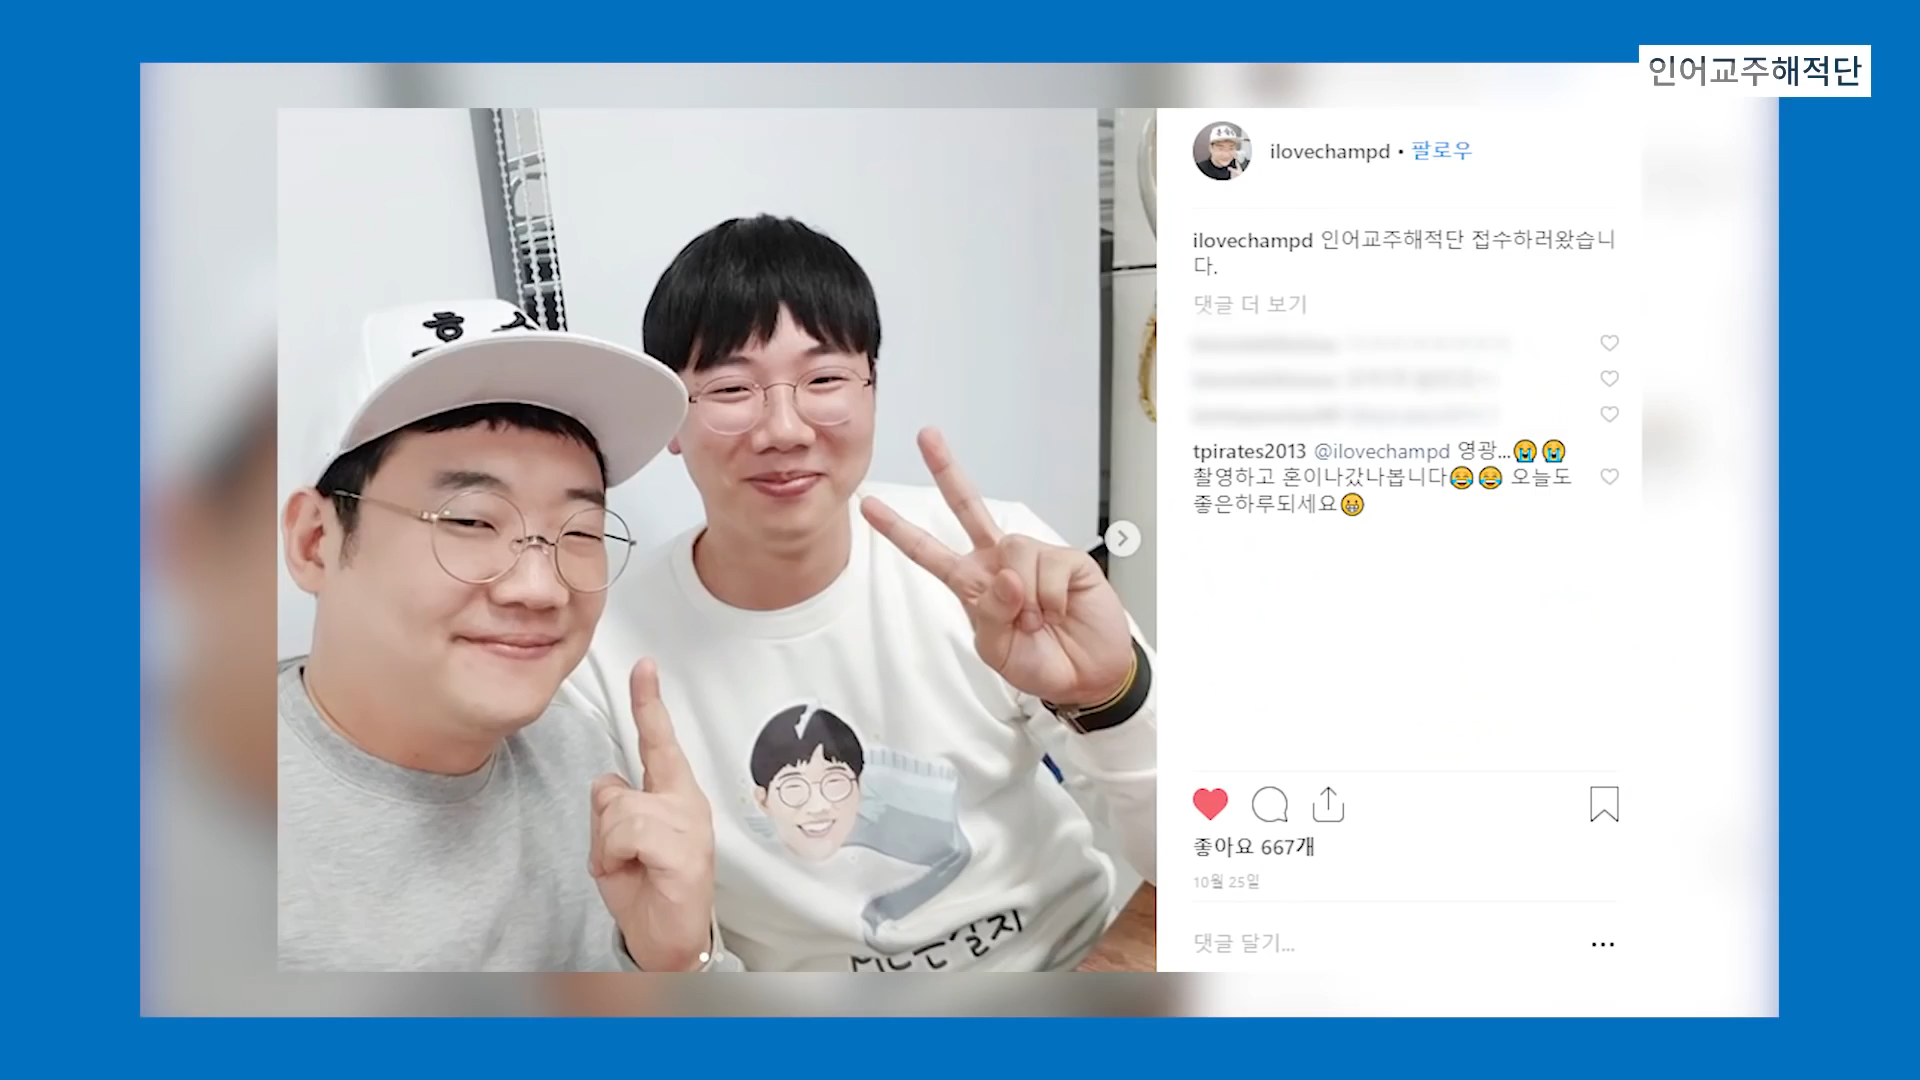 인어교주해적단
ilovechampd • 팔로우
ilovechampd 인어교주해적단 접수하러왔습니
다.
댓글 더 보기
tpirates2013 @ilovechampd 영광...😭😭
촬영하고 혼이나갔나봅니다😂😂 오늘도
좋은하루되세요😁
좋아요 667개
10월 25일
댓글 달기...